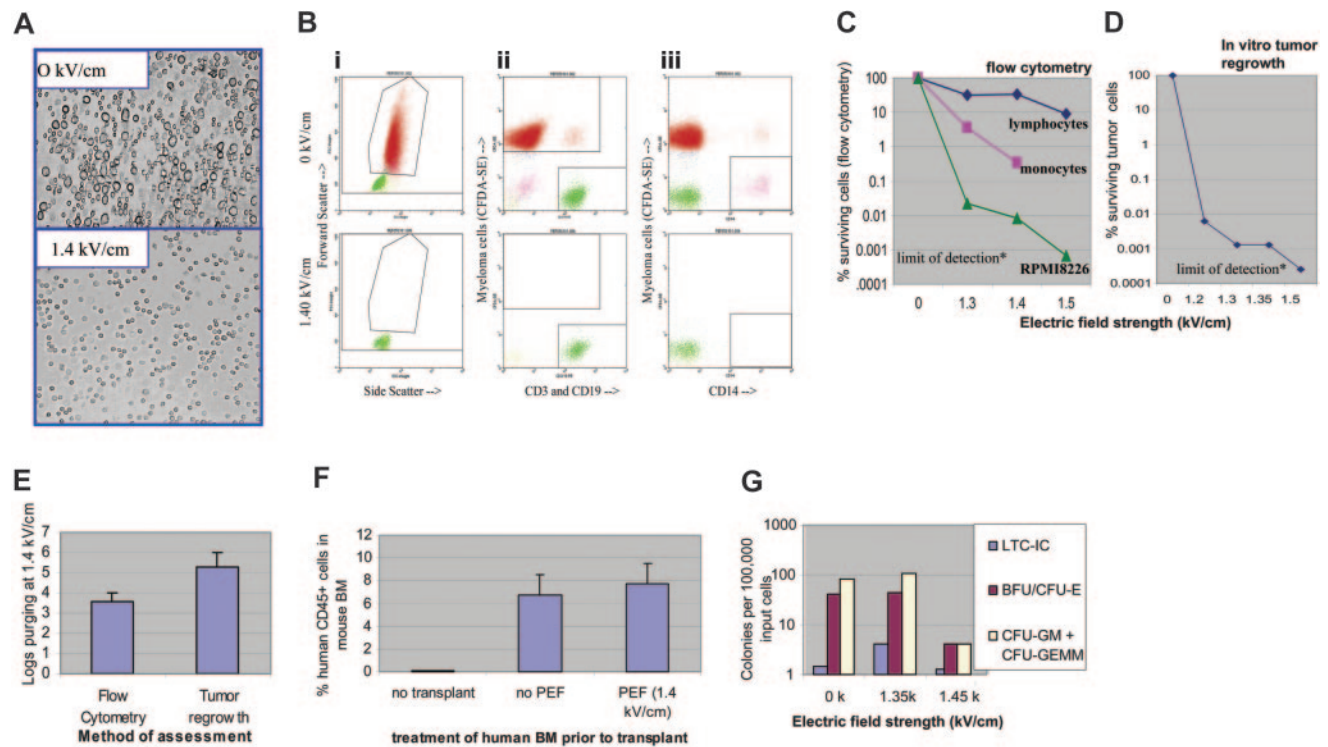 A
O kV/cm
1.4 kV/cm
B
i
ii
iii
0 kV/cm
1.40 kV/cm
Forward Scatter -->
Myeloma cells (CFDA-SE) -->
Myeloma cells (CFDA-SE) -->
Side Scatter -->
CD3 and CD19 -->
CD14 -->
C
flow cytometry
% surviving cells (flow cytometry)
100
10
1
0.1
0.01
0.001
.0001
lymphocytes
monocytes
limit of detection*
RPMI8226
0
1.3
1.4
1.5
D
In vitro tumor
regrowth
% surviving tumor cells
100
10
1
0.1
0.01
0.001
0.0001
limit of detection*
0
1.2
1.3
1.35
1.5
Electric field strength (kV/cm)
E
Logs purging at 1.4 kV/cm
7
6
5
4
3
2
1
0
Flow
Cytometry
Tumor
regrowth
Method of assessment
F
% human CD45+ cells in
mouse BM
12
10
8
6
4
2
0
no transplant
no PEF
PEF (1.4
kV/cm)
treatment of human BM prior to transplant
G
Colonies per 100,000
input cells
1000
100
10
1
0 k
1.35k
1.45 k
Electric field strength (kV/cm)
LTC-IC
BFU/CFU-E
CFU-GM +
CFU-GEMM